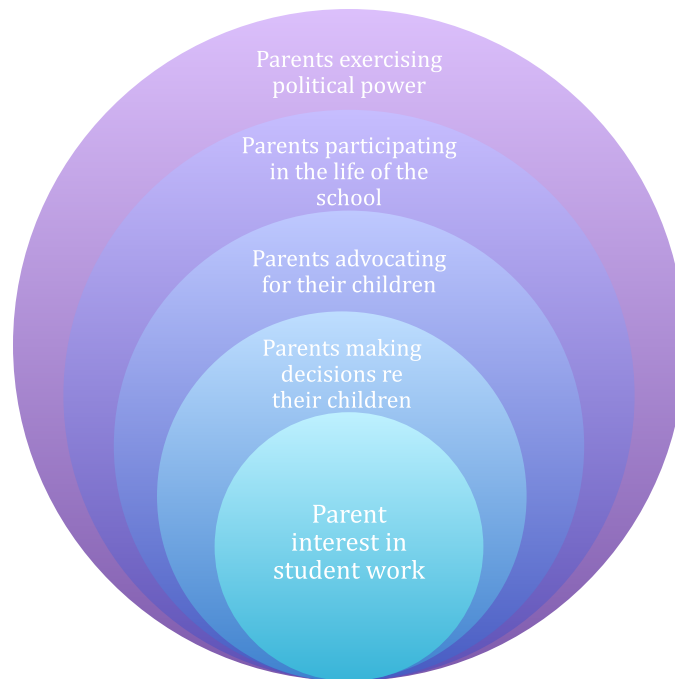 Parents exercising
political power
Parents participating
in the life of the
school
Parents advocating
for their children
Parents making
decisions re
their children
Parent
interest in
student work